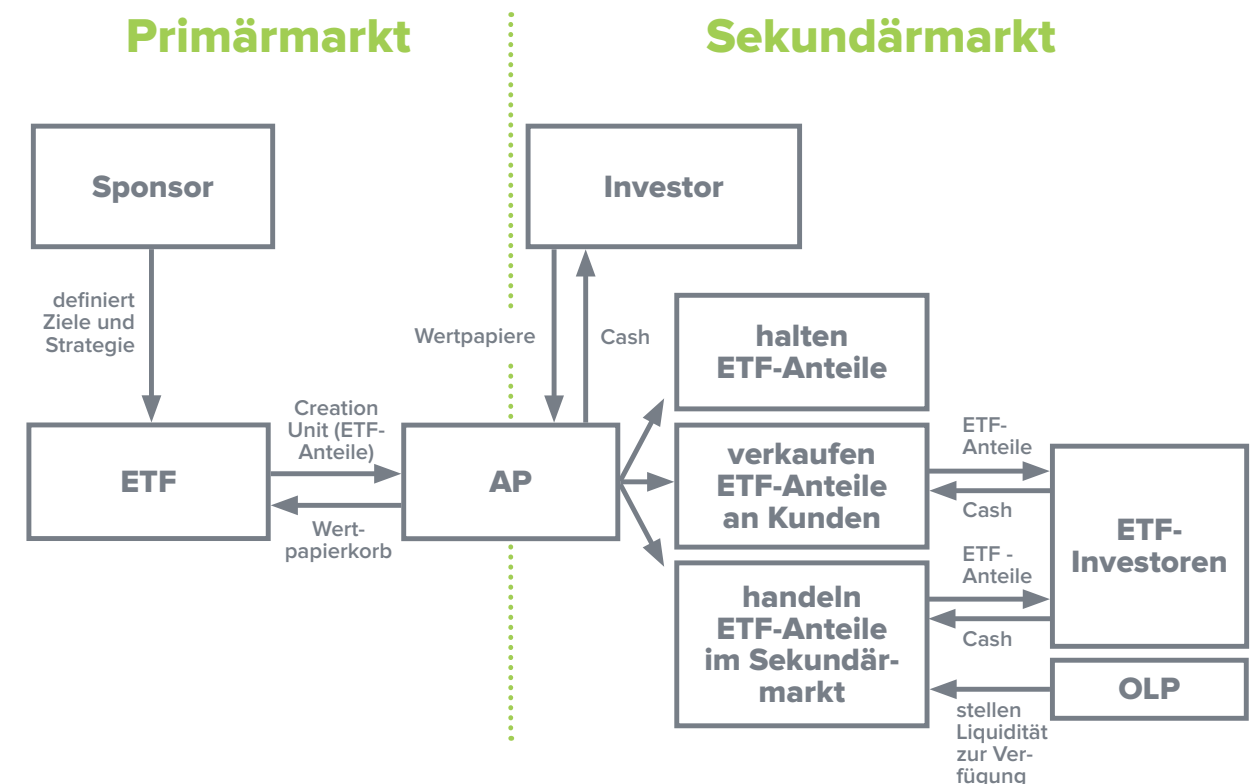 Primärmarkt
Sekundärmarkt
Sponsor
Investor
definiert
Ziele und
Strategie
Wertpapiere
Cash
halten
ETF-Anteile
Creation
Unit (ETF-
Anteile)
ETF
AP
Wert-
papierkorb
verkaufen
ETF-Anteile
an Kunden
ETF-
Anteile
Cash
ETF-
Investoren
handeln
ETF-Anteile
im Sekundär-
markt
ETF -
Anteile
Cash
OLP
stellen
Liquidität
zur Ver-
fügung